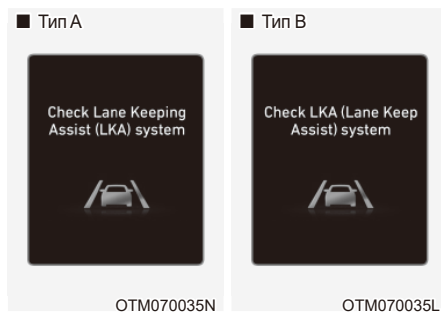 ■ Тип A
Check Lane Keeping
Assist (LKA) system
OTM070035N
■ Тип B
Check LKA (Lane Keep
Assist) system
OTM070035L